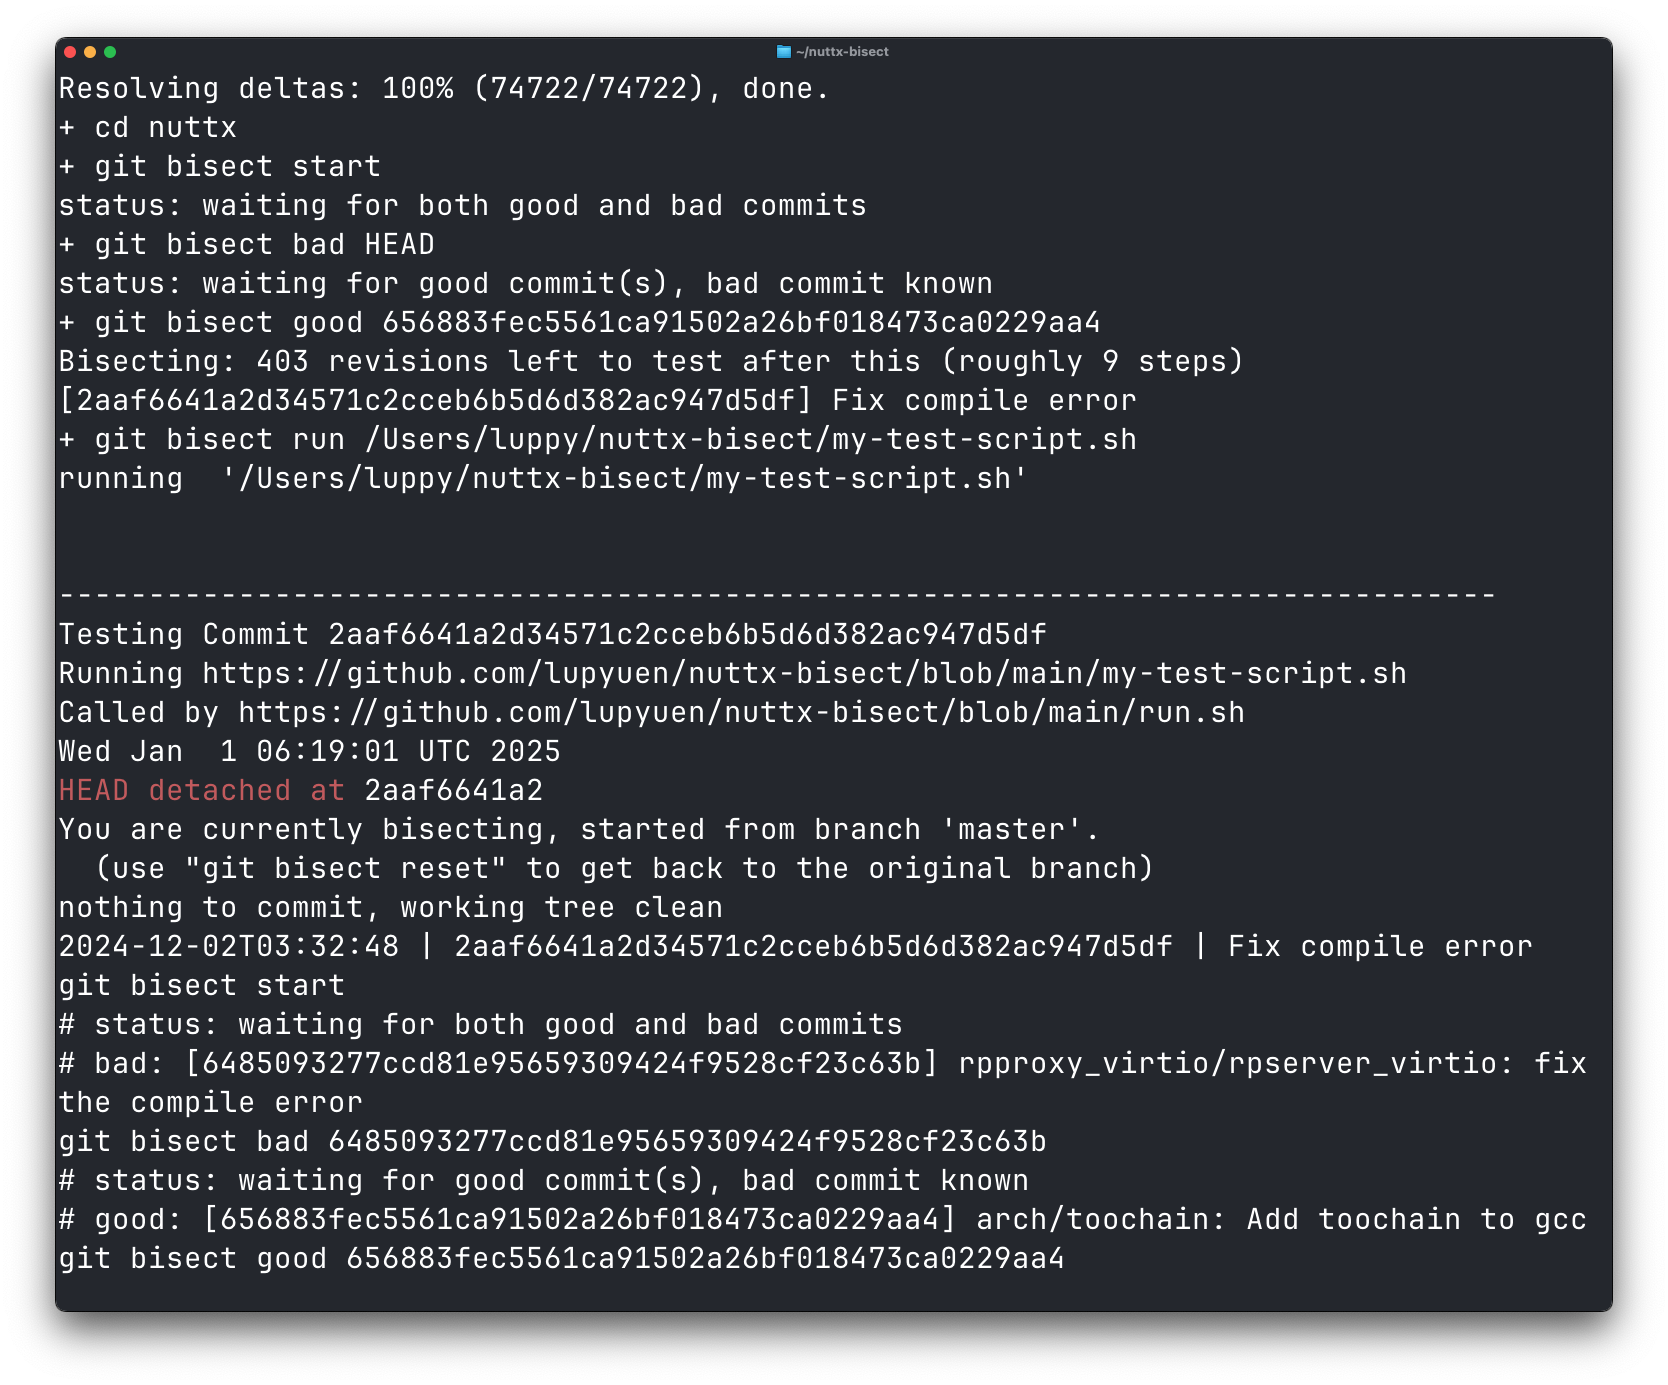 ~/nuttx-bisect
Resolving deltas: 100% (74722/74722), done.
+ cd nuttx
+ git bisect start
status: waiting for both good and bad commits
+ git bisect bad HEAD
status: waiting for good commit(s), bad commit known
+ git bisect good 656883fec5561ca91502a26bf018473ca0229aa4
Bisecting: 403 revisions left to test after this (roughly 9 steps)
[2aaf6641a2d34571c2cceb6b5d6d382ac947d5df] Fix compile error
+ git bisect run /Users/luppy/nuttx-bisect/my-test-script.sh
running  '/Users/luppy/nuttx-bisect/my-test-script.sh'
--------------------------------------------------------------------------------
Testing Commit 2aaf6641a2d34571c2cceb6b5d6d382ac947d5df
Running https://github.com/lupyuen/nuttx-bisect/blob/main/my-test-script.sh
Called by https://github.com/lupyuen/nuttx-bisect/blob/main/run.sh
Wed Jan  1 06:19:01 UTC 2025
HEAD detached at 2aaf6641a2
You are currently bisecting, started from branch 'master'.
  (use "git bisect reset" to get back to the original branch)
nothing to commit, working tree clean
2024-12-02T03:32:48 | 2aaf6641a2d34571c2cceb6b5d6d382ac947d5df | Fix compile error
git bisect start
# status: waiting for both good and bad commits
# bad: [6485093277ccd81e95659309424f9528cf23c63b] rpproxy_virtio/rpserver_virtio: fix
the compile error
git bisect bad 6485093277ccd81e95659309424f9528cf23c63b
# status: waiting for good commit(s), bad commit known
# good: [656883fec5561ca91502a26bf018473ca0229aa4] arch/toochain: Add toochain to gcc
git bisect good 656883fec5561ca91502a26bf018473ca0229aa4